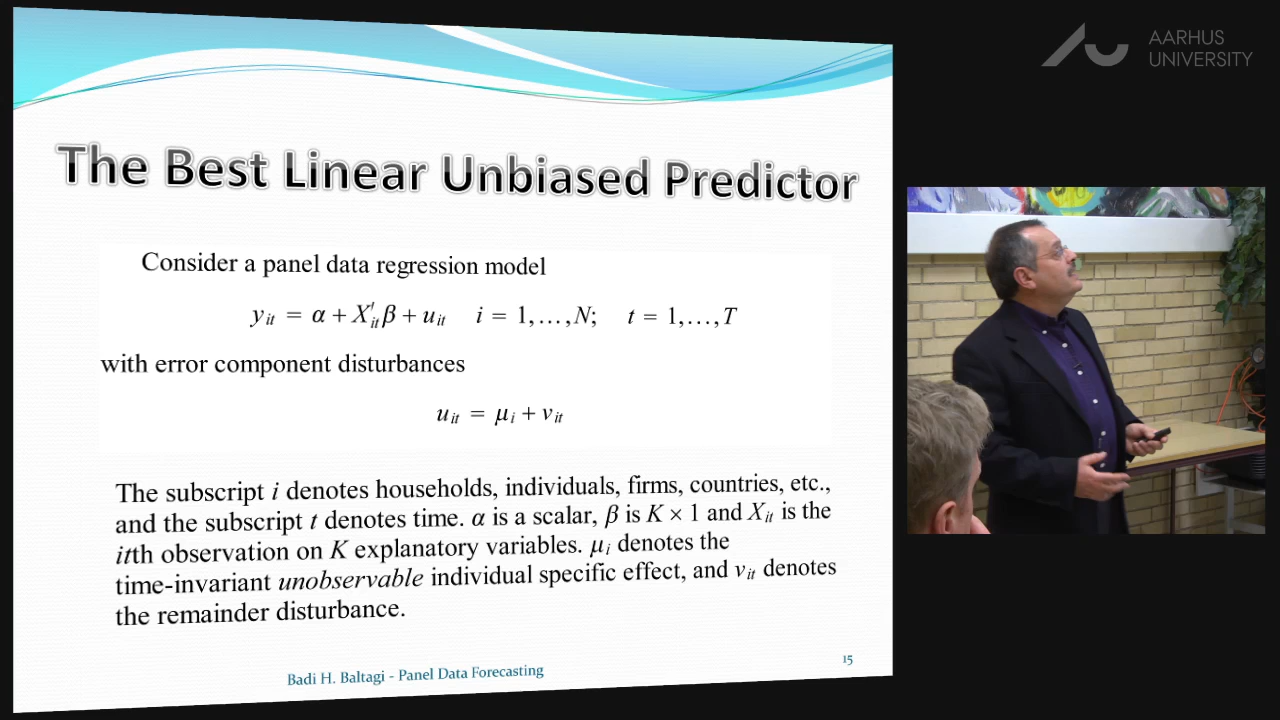 The Best Linear Unbiased Predictor
Consider a panel data regression model
y_it = α + X′_it β + u_it i = 1,…,N; t = 1,…,T
with error component disturbances
u_it = μ_i + v_it
The subscript i denotes households, individuals, firms, countries, etc.,
and the subscript t denotes time. α is a scalar, β is K × 1 and X_it is the
itth observation on K explanatory variables. μ_i denotes the
time-invariant unobservable individual specific effect, and v_it denotes
the remainder disturbance.
Badi H. Baltagi - Panel Data Forecasting
15
AARHUS
UNIVERSITY